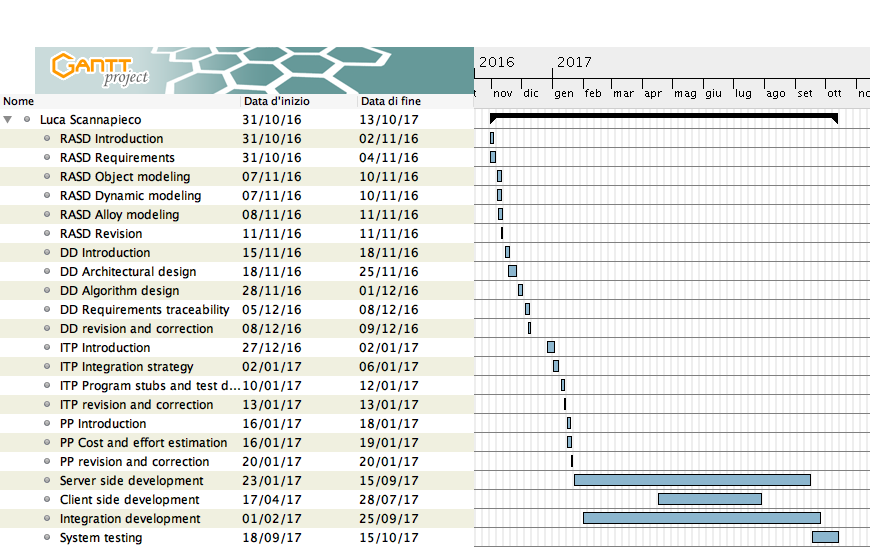 GANTT project
2016 2017
t nov dic gen feb mar apr mag giu lug ago set ott no
Nome Data d'inizio Data di fine
Luca Scannapieco 31/10/16 13/10/17
RASD Introduction 31/10/16 02/11/16
RASD Requirements 31/10/16 04/11/16
RASD Object modeling 07/11/16 10/11/16
RASD Dynamic modeling 07/11/16 10/11/16
RASD Alloy modeling 08/11/16 11/11/16
RASD Revision 11/11/16 11/11/16
DD Introduction 15/11/16 18/11/16
DD Architectural design 18/11/16 25/11/16
DD Algorithm design 28/11/16 01/12/16
DD Requirements traceability 05/12/16 08/12/16
DD revision and correction 08/12/16 09/12/16
ITP Introduction 27/12/16 02/01/17
ITP Integration strategy 02/01/17 06/01/17
ITP Program stubs and test d... 10/01/17 12/01/17
ITP revision and correction 13/01/17 13/01/17
PP Introduction 16/01/17 18/01/17
PP Cost and effort estimation 16/01/17 19/01/17
PP revision and correction 20/01/17 20/01/17
Server side development 23/01/17 15/09/17
Client side development 17/04/17 28/07/17
Integration development 01/02/17 25/09/17
System testing 18/09/17 15/10/17